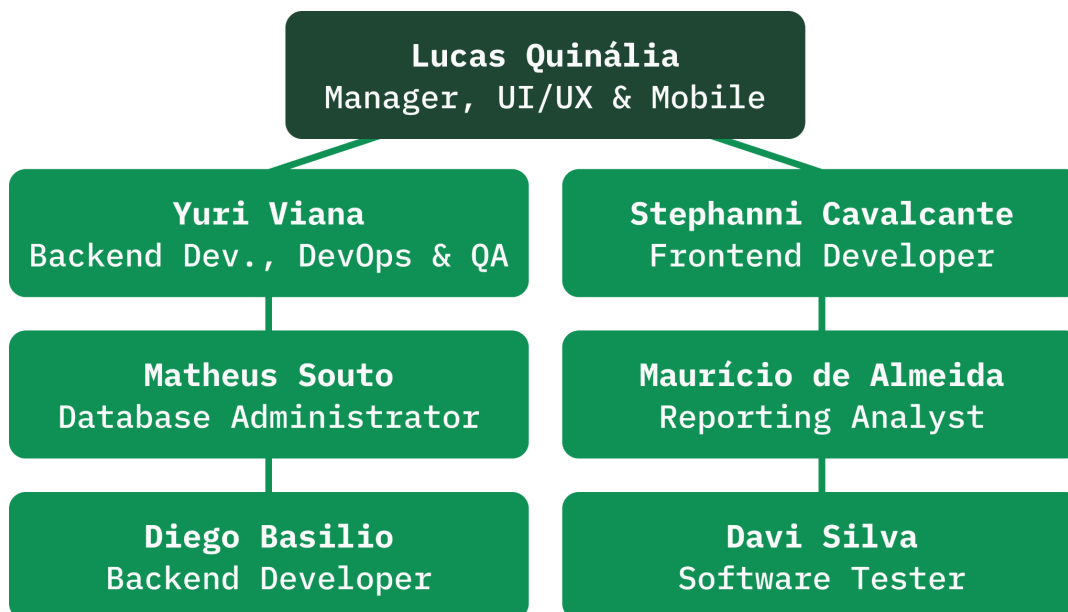 Lucas Quinália
Manager, UI/UX & Mobile
Yuri Viana
Backend Dev., DevOps & QA
Stephanni Cavalcante
Frontend Developer
Matheus Souto
Database Administrator
Maurício de Almeida
Reporting Analyst
Diego Basilio
Backend Developer
Davi Silva
Software Tester